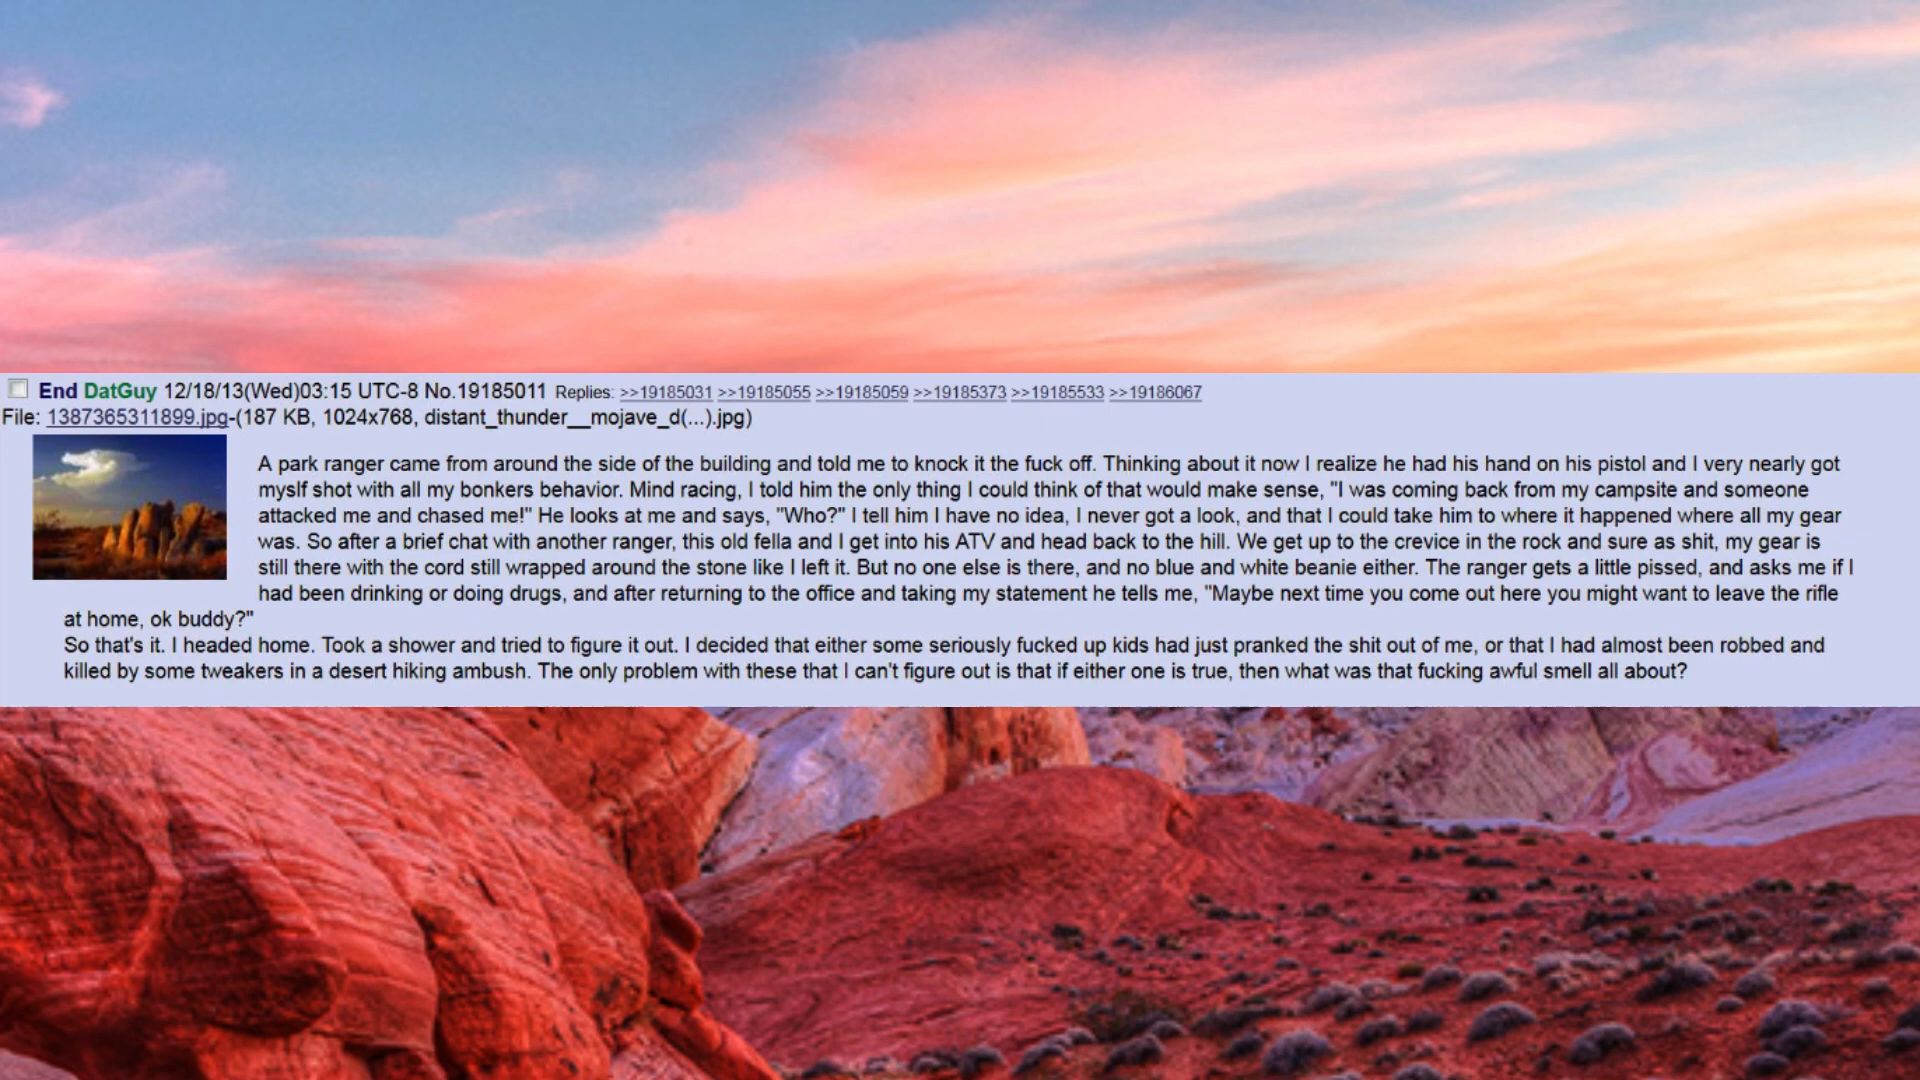 End DatGuy 12/18/13(Wed)03:15 UTC-8 No.19185011 Replies: >>19185031 >>19185055 >>19185059 >>19185373 >>19185533 >>19186067
File: 1387365311899.jpg-(187 KB, 1024x768, distant_thunder__mojave_d(...).jpg)
A park ranger came from around the side of the building and told me to knock it the fuck off. Thinking about it now I realize he had his hand on his pistol and I very nearly got
myslf shot with all my bonkers behavior. Mind racing, I told him the only thing I could think of that would make sense, "I was coming back from my campsite and someone
attacked me and chased me!" He looks at me and says, "Who?" I tell him I have no idea, I never got a look, and that I could take him to where it happened where all my gear
was. So after a brief chat with another ranger, this old fella and I get into his ATV and head back to the hill. We get up to the crevice in the rock and sure as shit, my gear is
still there with the cord still wrapped around the stone like I left it. But no one else is there, and no blue and white beanie either. The ranger gets a little pissed, and asks me if I
had been drinking or doing drugs, and after returning to the office and taking my statement he tells me, "Maybe next time you come out here you might want to leave the rifle
at home, ok buddy?"
So that's it. I headed home. Took a shower and tried to figure it out. I decided that either some seriously fucked up kids had just pranked the shit out of me, or that I had almost been robbed and
killed by some tweakers in a desert hiking ambush. The only problem with these that I can't figure out is that if either one is true, then what was that fucking awful smell all about?